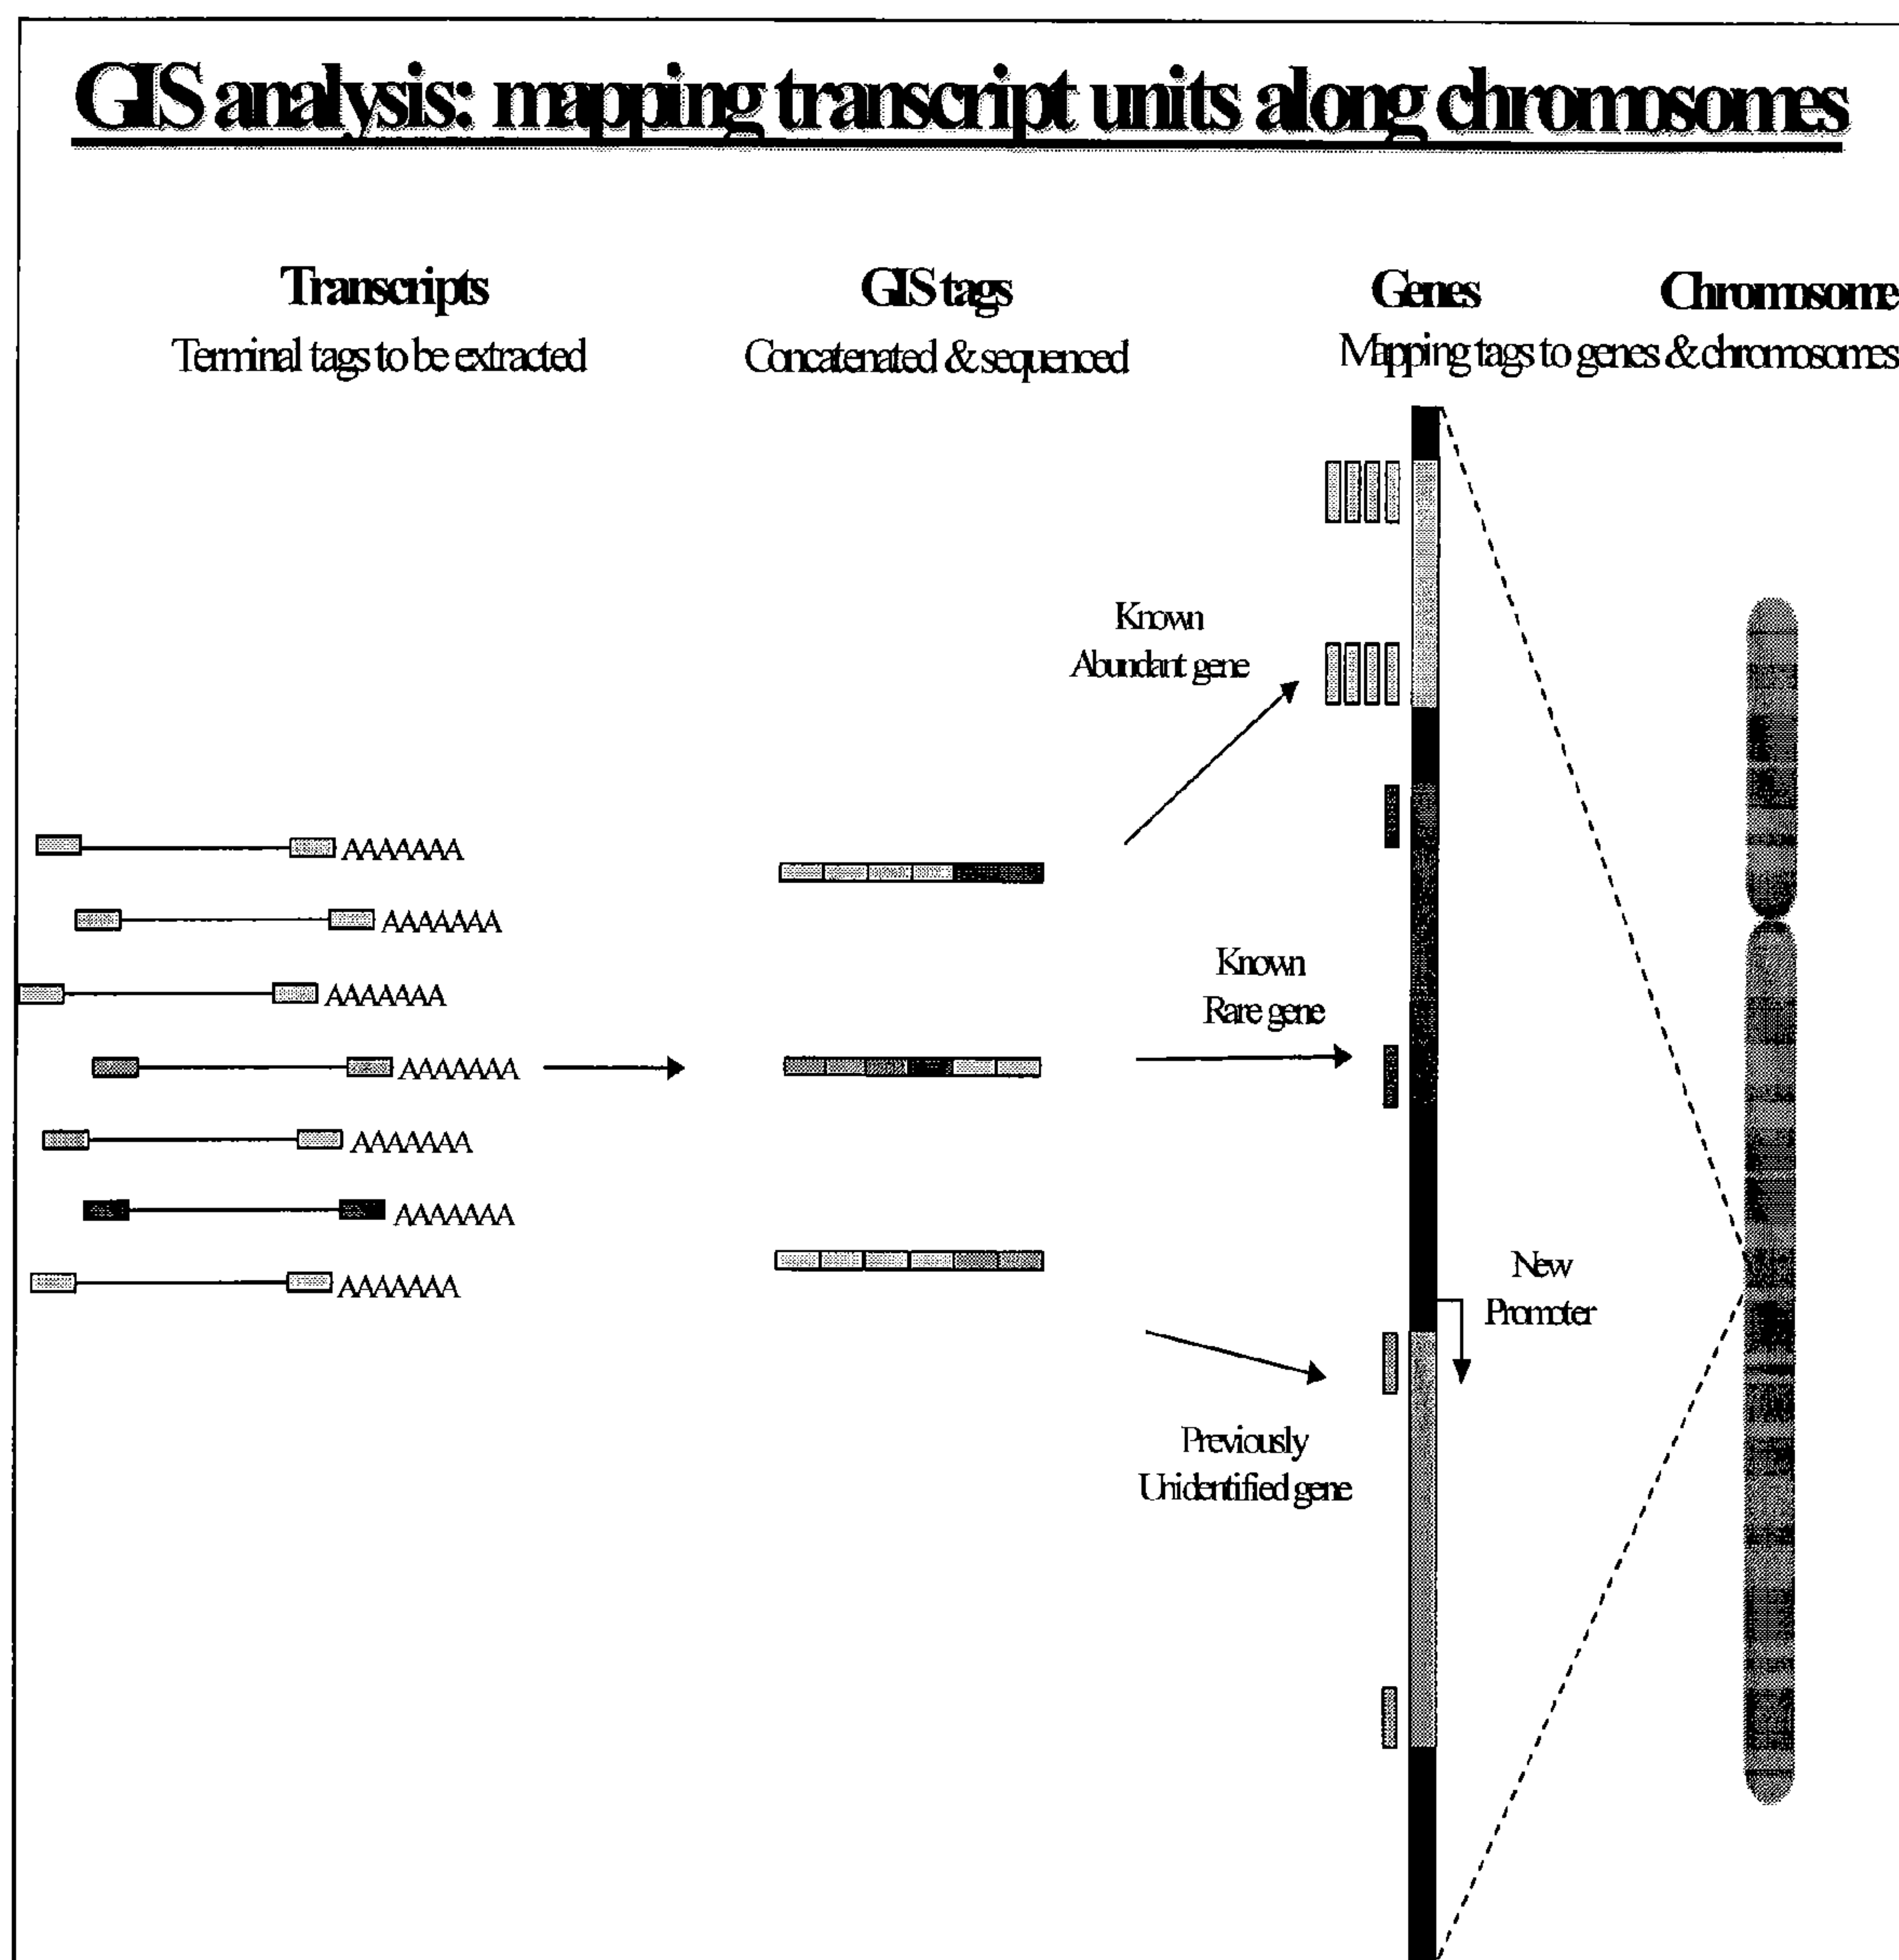 GIS analysis: mapping transcript units along chromosomes
Transcripts
Terminal tags to be extracted
GIS tags
Concatenated & sequenced
Genes
Chromosome
Mapping tags to genes & chromosomes
Known
Abundant gene
AAAAAAA
AAAAAAA
AAAAAAA
AAAAAAA
AAAAAAA
AAAAAAA
AAAAAAA
Known
Rare gene
New
Promoter
Previously
Unidentified gene